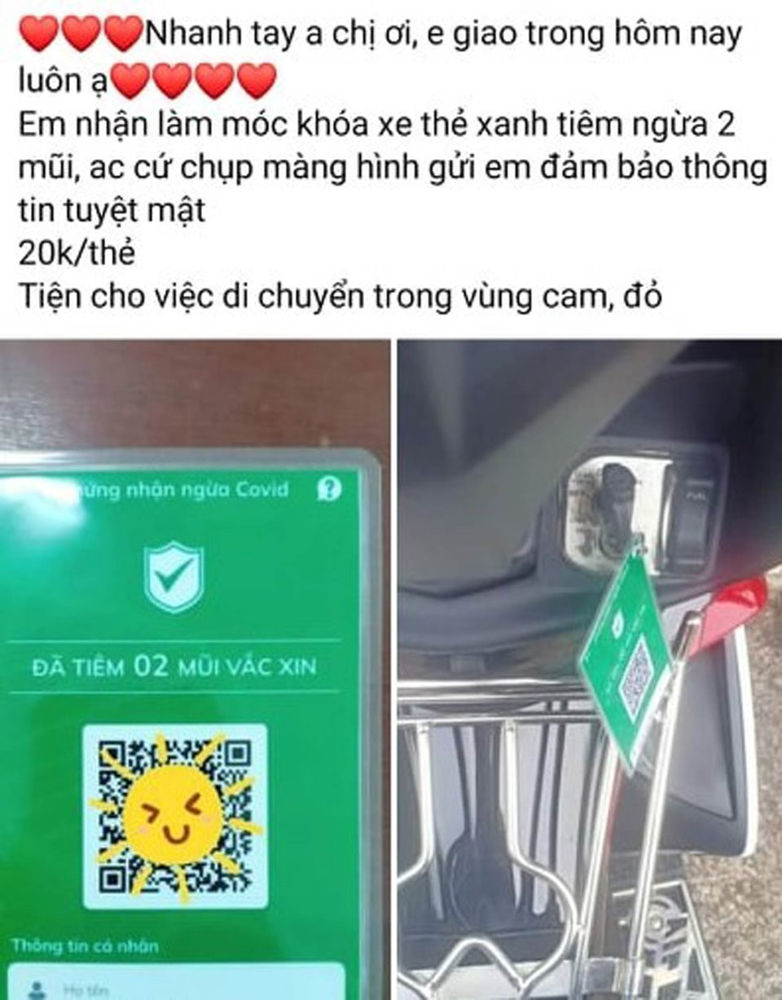 ❤️❤️❤️Nhanh tay a chị ơi, e giao trong hôm nay
luôn ạ❤️❤️❤️❤️
Em nhận làm móc khóa xe thẻ xanh tiêm ngừa 2
mũi, ac cứ chụp màng hình gửi em đảm bảo thông
tin tuyệt mật
20k/thẻ
Tiện cho việc di chuyển trong vùng cam, đỏ
nhận ngừa Covid
ĐÃ TIÊM 02 MŨI VẮC XIN
Thông tin cá nhân
Họ tên
FUEL